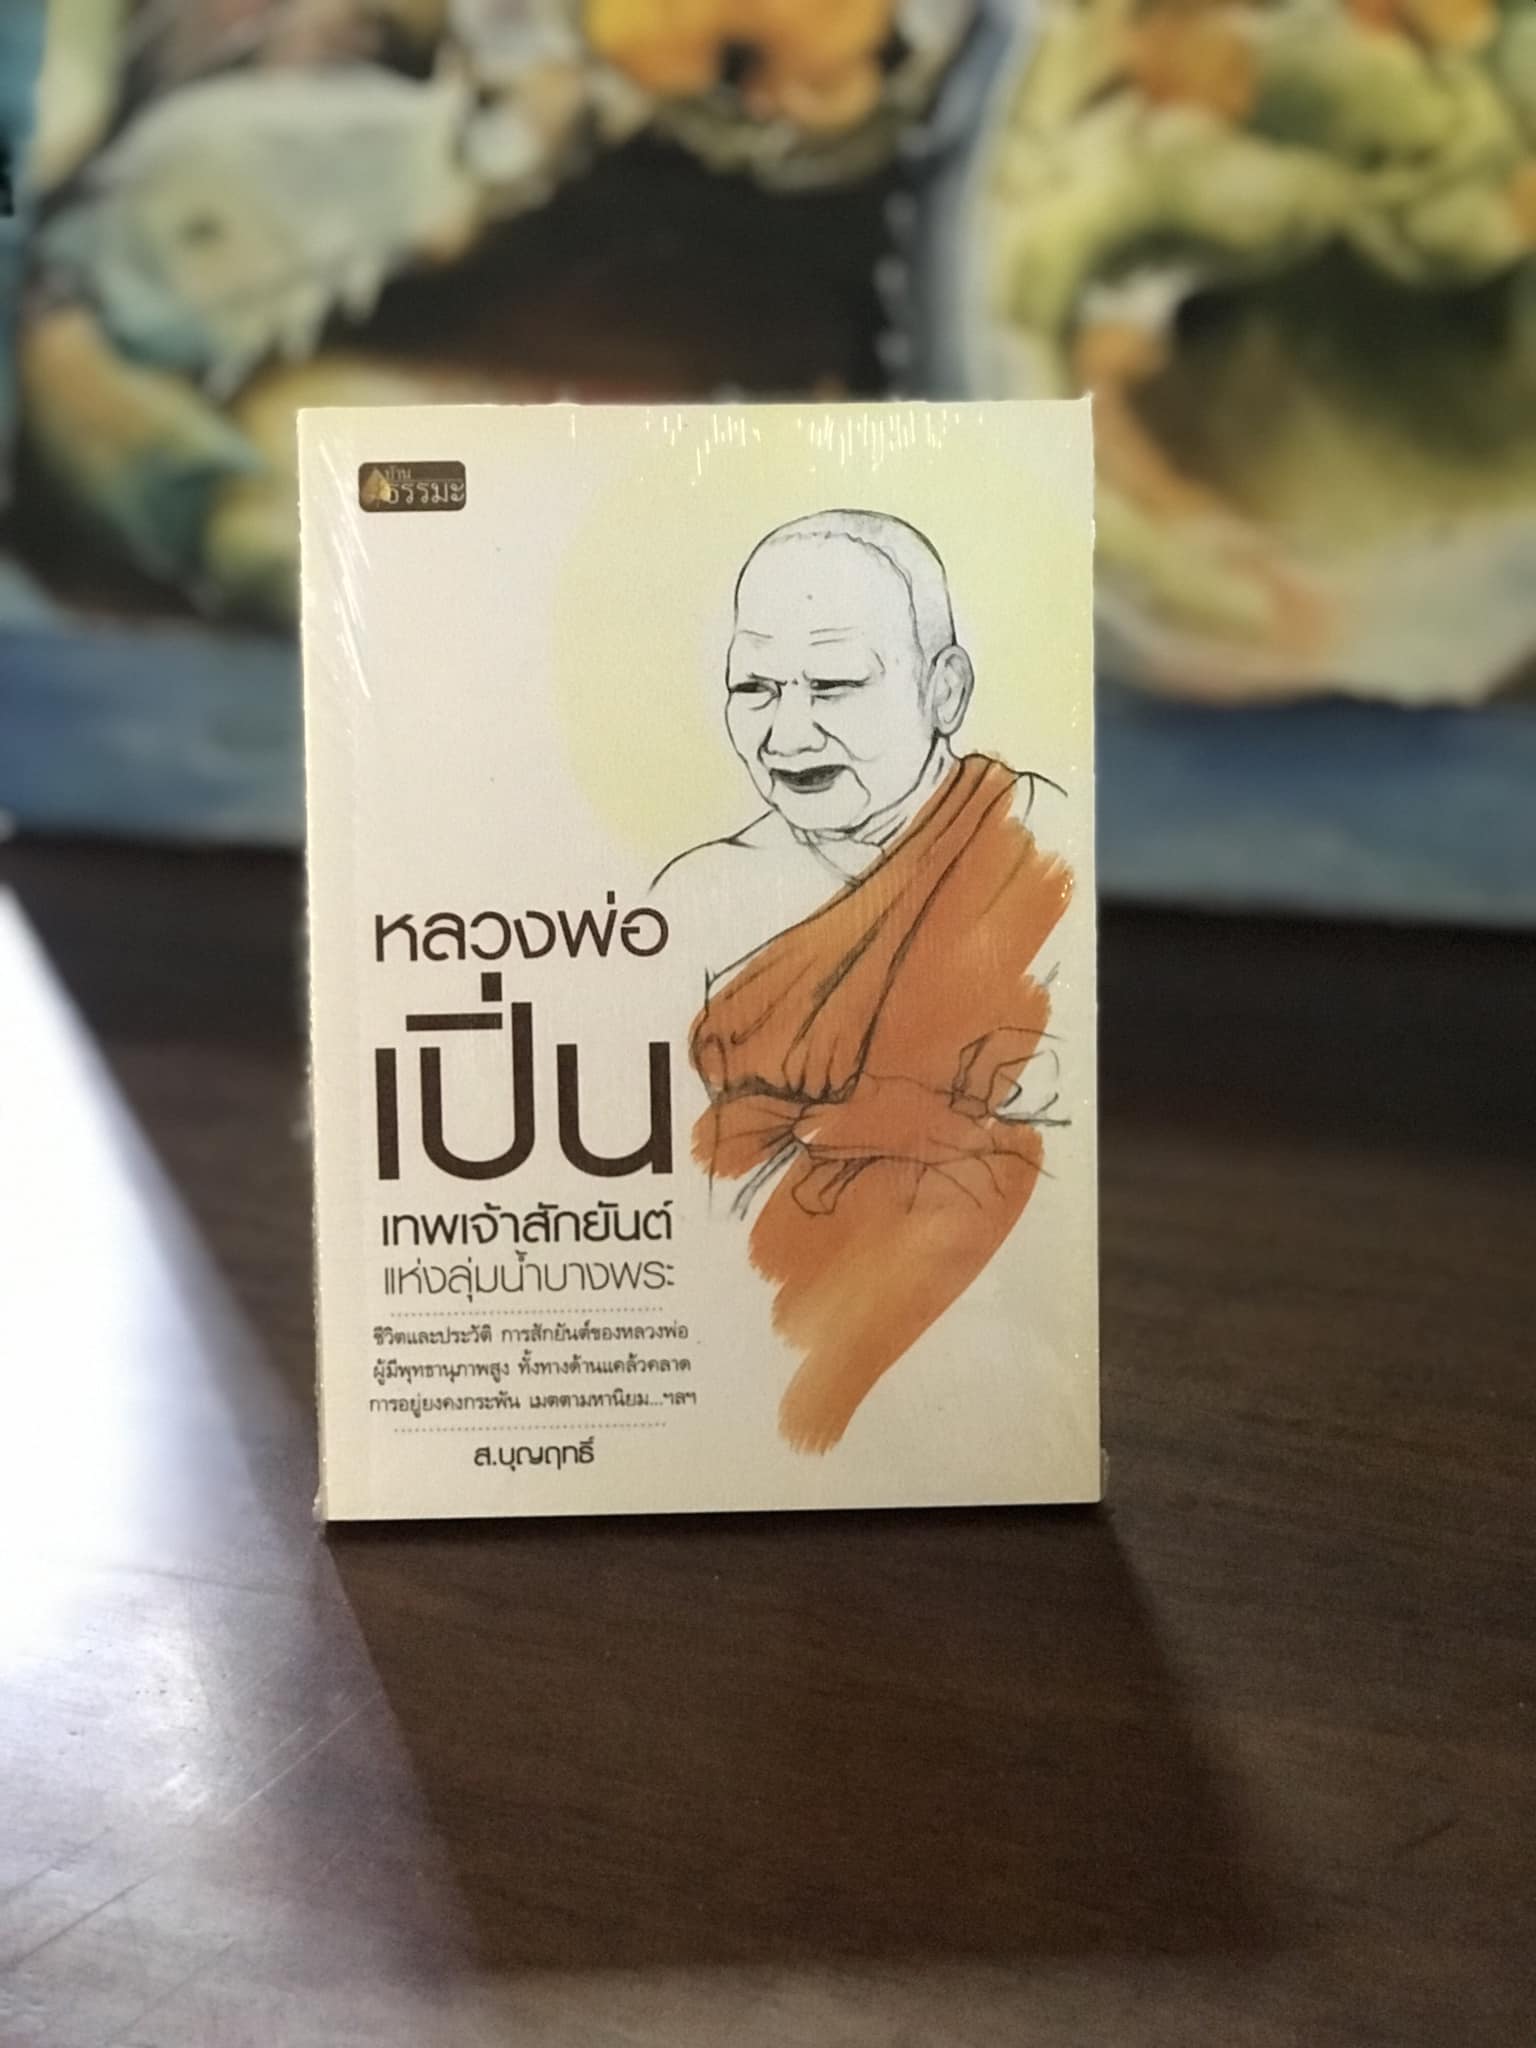 บ้าน
ธรรมะ
หลวงพ่อ
เปิ่น
เทพเจ้าสักยันต์
แห่งลุ่มน้ำบางพระ
ชีวิตและประวัติ การสักยันต์ของหลวงพ่อ
ผู้มีพุทธานุภาพสูง ทั้งทางด้านแคล้วคลาด
การอยู่ยงคงกระพัน เมตตามหานิยม...ฯลฯ
ส.บุญฤทธิ์